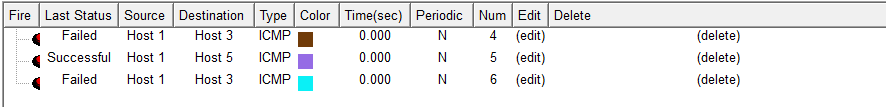 Fire Last Status Source Destination Type Color Time(sec) Periodic Num Edit Delete
Failed Host 1 Host 3 ICMP 0.000 N 4 (edit) (delete)
Successful Host 1 Host 5 ICMP 0.000 N 5 (edit) (delete)
Failed Host 1 Host 3 ICMP 0.000 N 6 (edit) (delete)